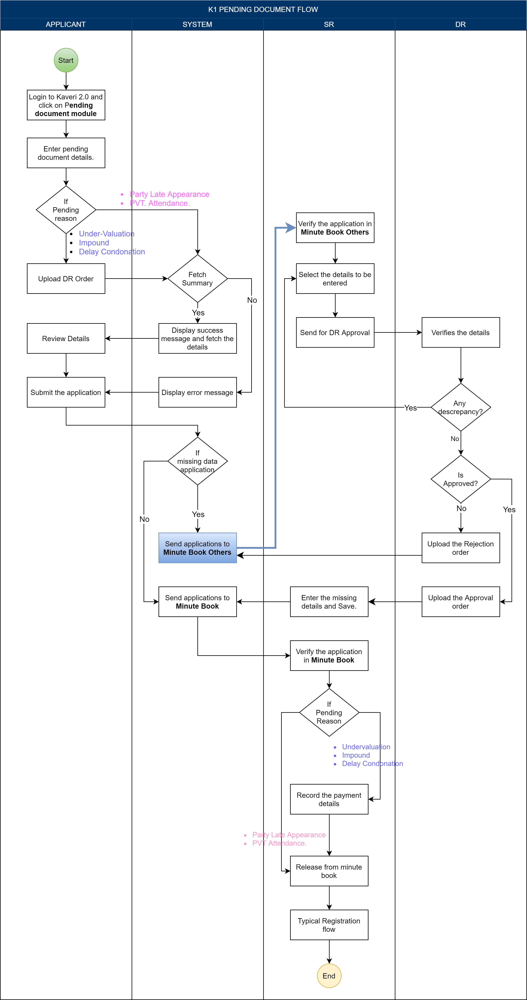 K1 PENDING DOCUMENT FLOW
APPLICANT
SYSTEM
SR
DR
Start
Login to Kaveri 2.0 and
click on Pending
document module
Enter pending
document details.
If
Pending
reason
• Party Late Appearance
• PVT. Attendance.
• Under-Valuation
• Impound
• Delay Condonation
Upload DR Order
Fetch
Summary
No
Yes
Display success
message and fetch the
details
Review Details
Submit the application
Display error message
If
missing data
application
No
Yes
Send applications to
Minute Book Others
Verify the application in
Minute Book Others
Select the details to be
entered
Send for DR Approval
Verifies the details
Any
descrepancy?
Yes
No
Is
Approved?
No
Yes
Upload the Rejection
order
Upload the Approval
order
Enter the missing
details and Save.
Send applications to
Minute Book
Verify the application
in Minute Book
If
Pending
Reason
• Undervaluation
• Impound
• Delay Condonation
Record the payment
details
• Party Late Appearance
• PVT Attendance.
Release from minute
book
Typical Registration
flow
End